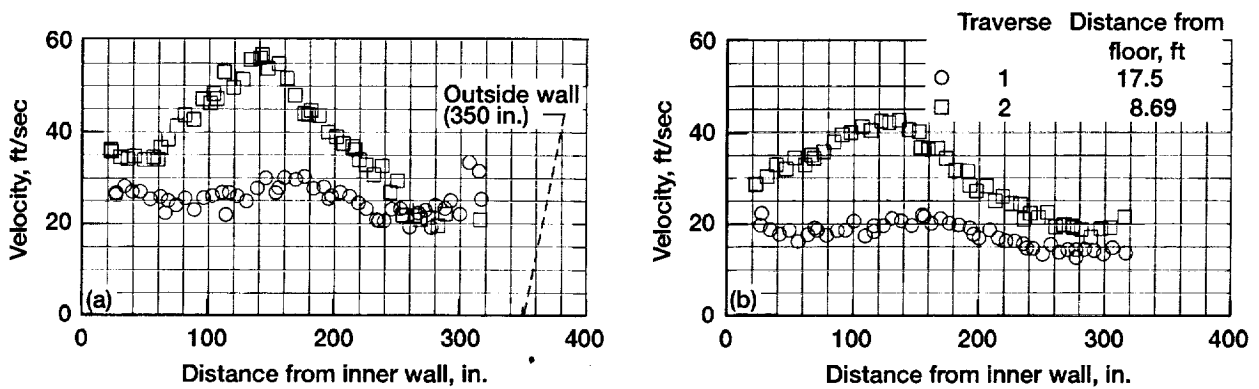 60
40
20
0
Velocity, ft/sec
(a)
Outside wall
(350 in.)
0 100 200 300 400
Distance from inner wall, in.
Traverse Distance from
floor, ft
1 17.5
2 8.69
60
40
20
0
Velocity, ft/sec
(b)
0 100 200 300 400
Distance from inner wall, in.